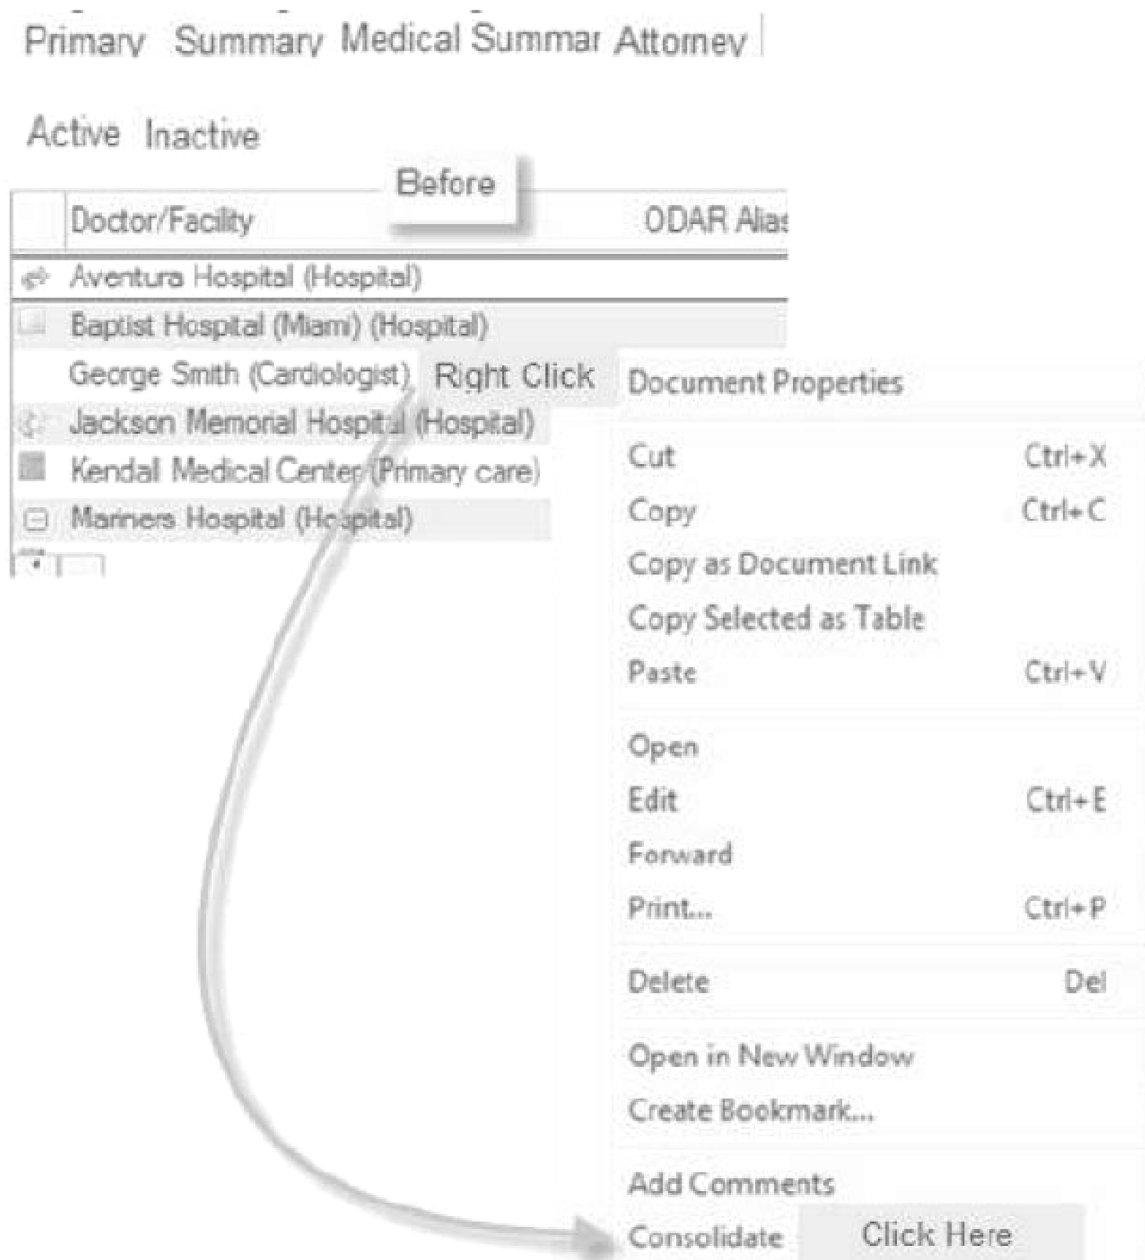 Primary Summary Medical Summar Attorney
Active Inactive
Before
Doctor/Facility ODAR Alias
Aventura Hospital (Hospital)
Baptist Hospital (Miami) (Hospital)
George Smith (Cardiologist) Right Click
Jackson Memorial Hospital (Hospital)
Kendall Medical Center (Primary care)
Mariners Hospital (Hospital)
Document Properties
Cut Ctrl+X
Copy Ctrl+C
Copy as Document Link
Copy Selected as Table
Paste Ctrl+V
Open
Edit Ctrl+E
Forward
Print... Ctrl+P
Delete Del
Open in New Window
Create Bookmark...
Add Comments
Consolidate Click Here